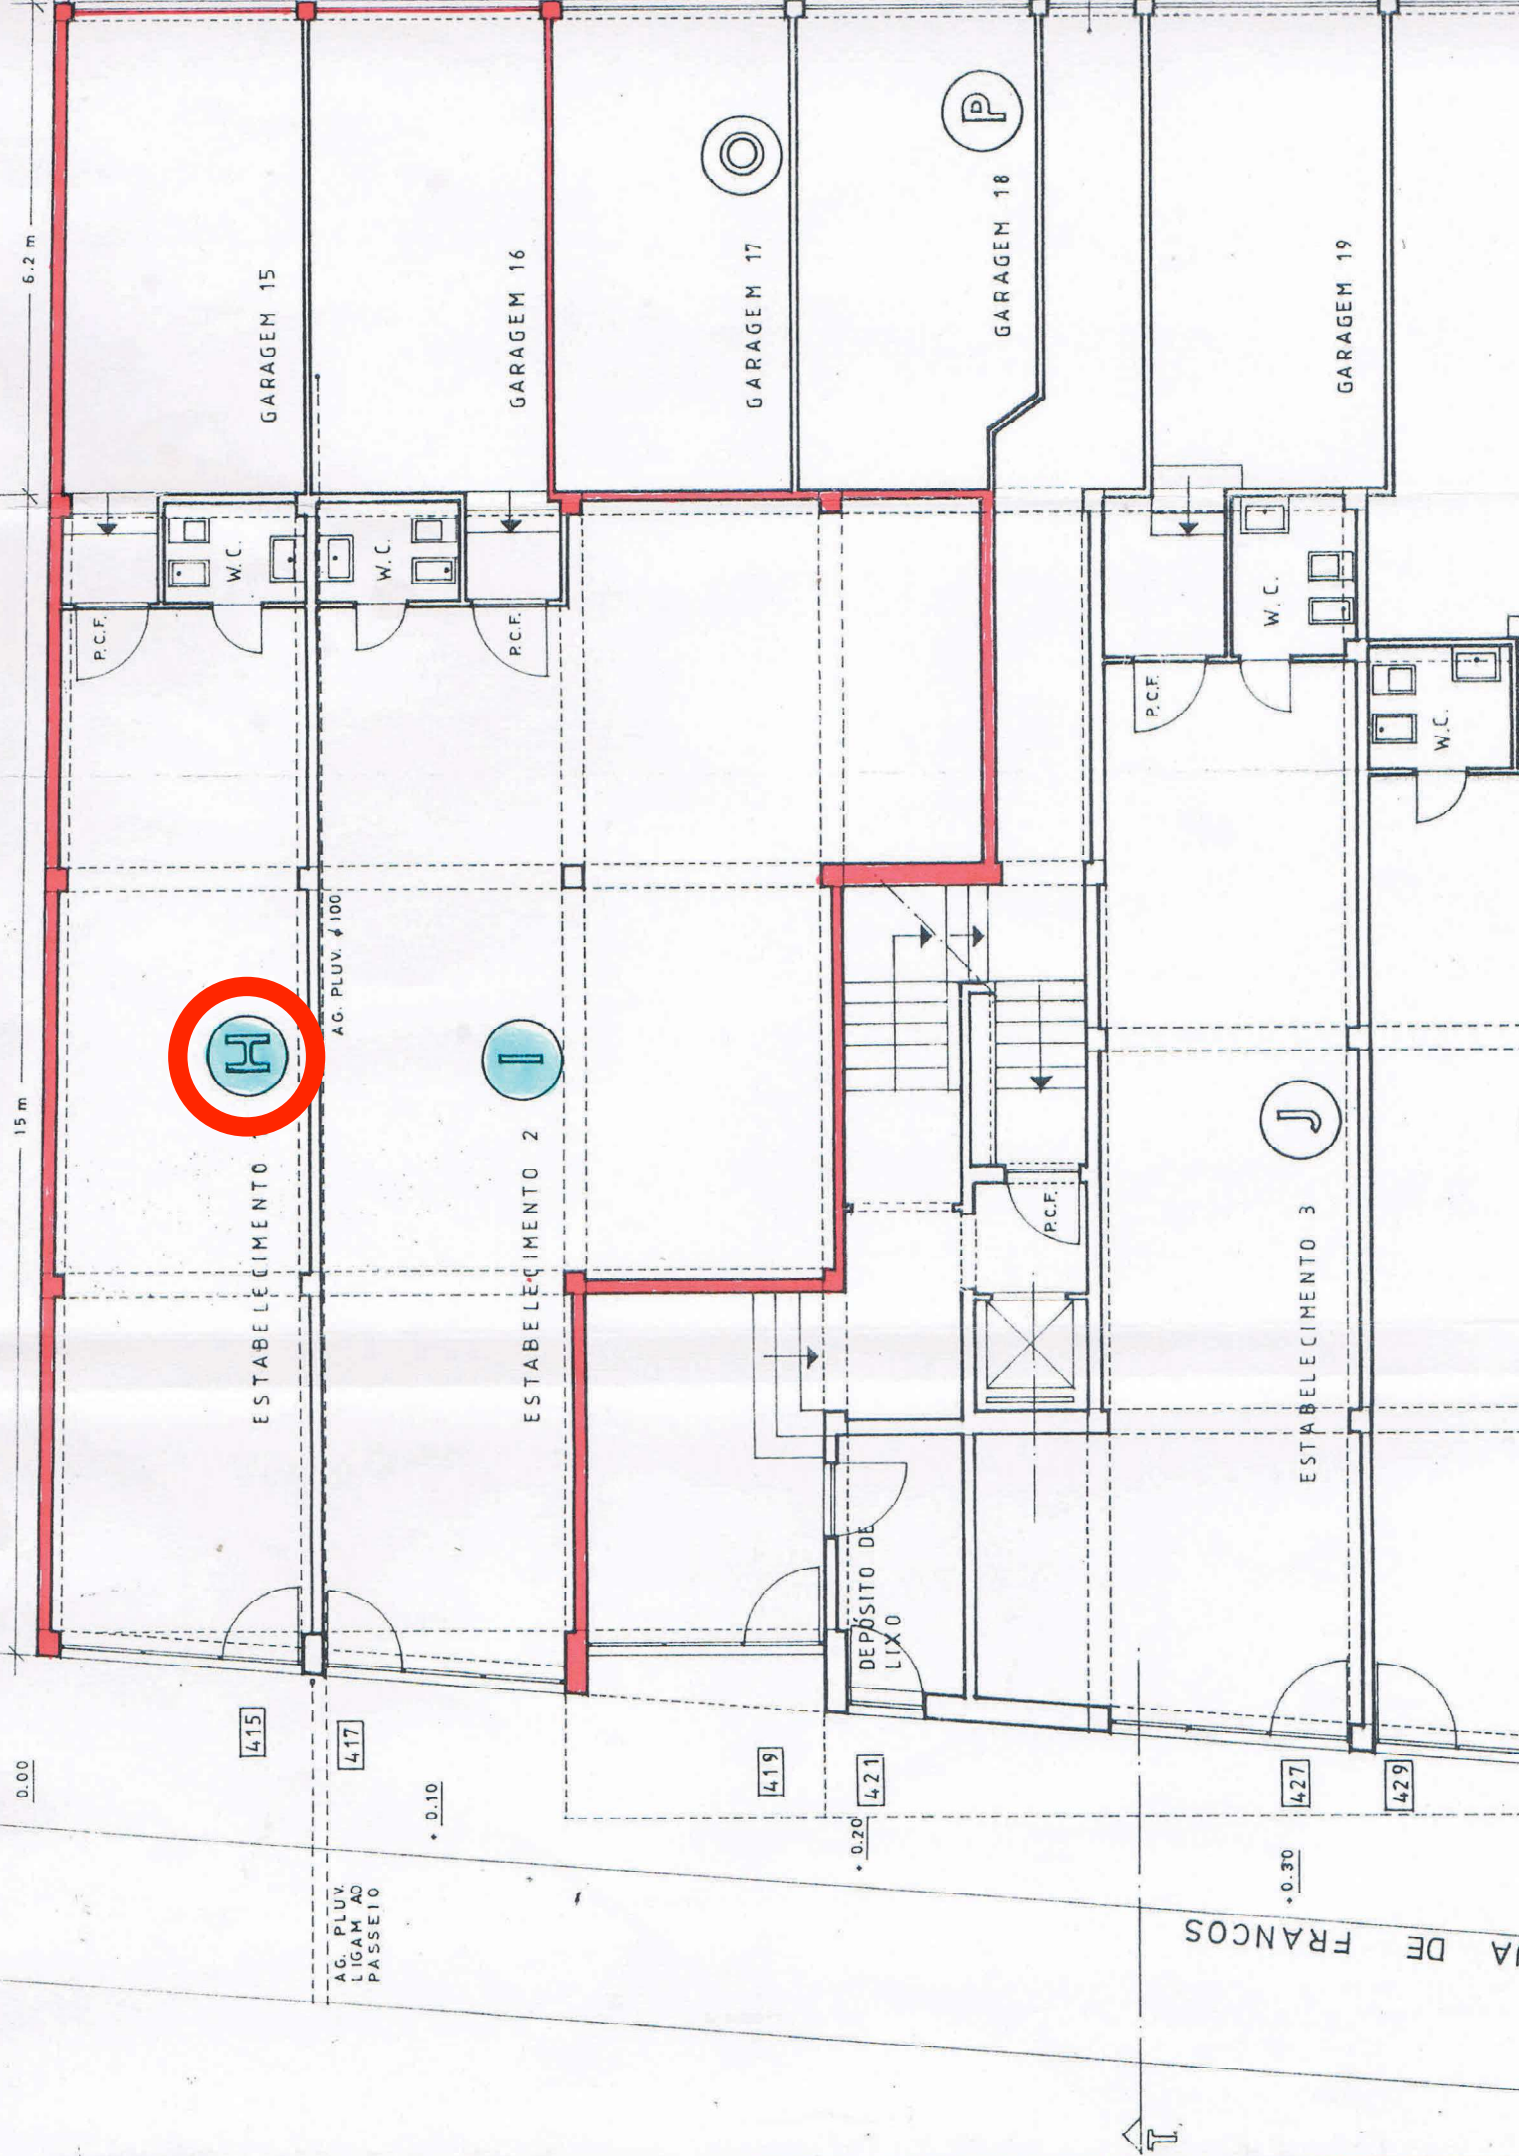 6.2 m
15 m
GARAGEM 15
GARAGEM 16
GARAGEM 17
O
GARAGEM 18
P
GARAGEM 19
P.C.F.
W.C.
W.C.
P.C.F.
P.C.F.
W.C.
W.C.
H
ESTABELECIMENTO
AG. PLUV. ϕ100
I
ESTABELECIMENTO 2
P.C.F.
J
ESTABELECIMENTO 3
DEPÓSITO DE
LIXO
415
417
419
421
427
429
0.00
+ 0.10
+ 0.20
+ 0.30
AG. PLUV.
LIGAM AO
PASSEIO
DE FRANCOS